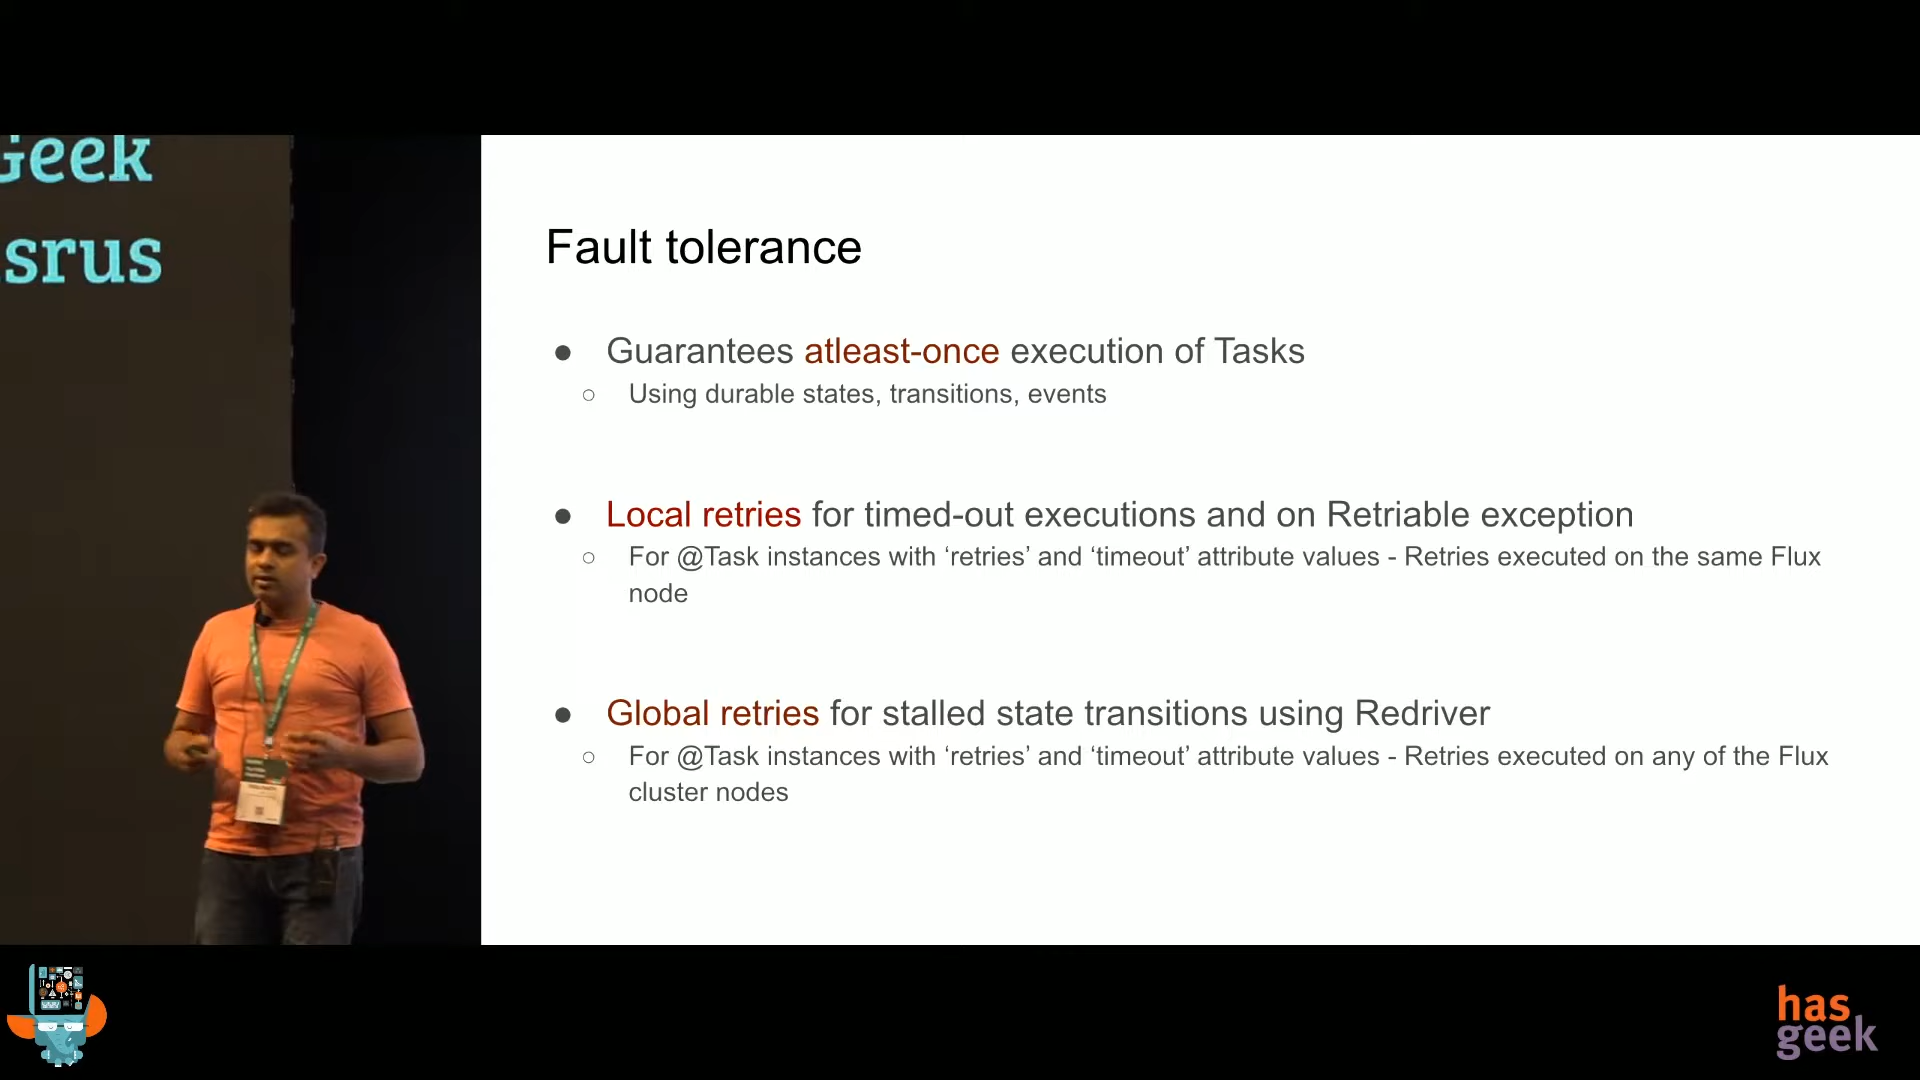 Geek
srus
Fault tolerance
● Guarantees atleast-once execution of Tasks
○ Using durable states, transitions, events
● Local retries for timed-out executions and on Retriable exception
○ For @Task instances with ‘retries’ and ‘timeout’ attribute values - Retries executed on the same Flux
node
● Global retries for stalled state transitions using Redriver
○ For @Task instances with ‘retries’ and ‘timeout’ attribute values - Retries executed on any of the Flux
cluster nodes
has
geek